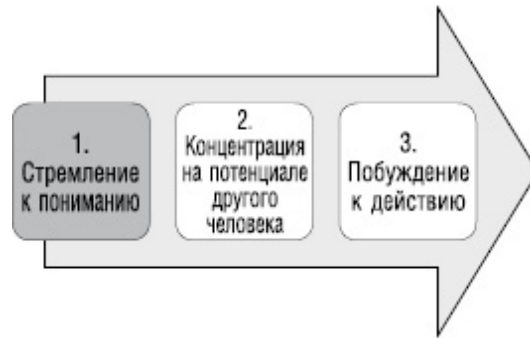 1.
Стремление
к пониманию
2.
Концентрация
на потенциале
другого
человека
3.
Побуждение
к действию